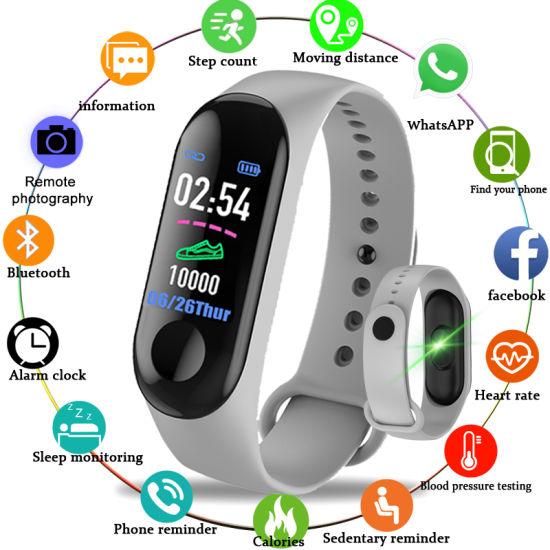 Step count
Moving distance
information
WhatsAPP
Remote
photography
Find your phone
02:54
10000
06/26Thur
Bluetooth
facebook
Alarm clock
Heart rate
Z Z Z
Sleep monitoring
Blood pressure testing
Phone reminder
Calories
Sedentary reminder